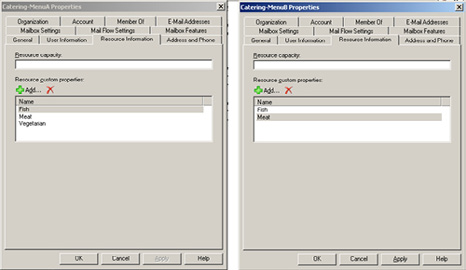 Catering-MenuA Properties
Organization Account Member Of E-Mail Addresses
Mailbox Settings Mail Flow Settings Mailbox Features
General User Information Resource Information Address and Phone
Resource capacity:
Resource custom properties:
Add...
Name
Fish
Meat
Vegetarian
OK Cancel Apply Help
Catering-MenuB Properties
Organization Account Member Of E-Mail Addresses
Mailbox Settings Mail Flow Settings Mailbox Features
General User Information Resource Information Address and Phone
Resource capacity:
Resource custom properties:
Add...
Name
Fish
Meat
OK Cancel Apply Help